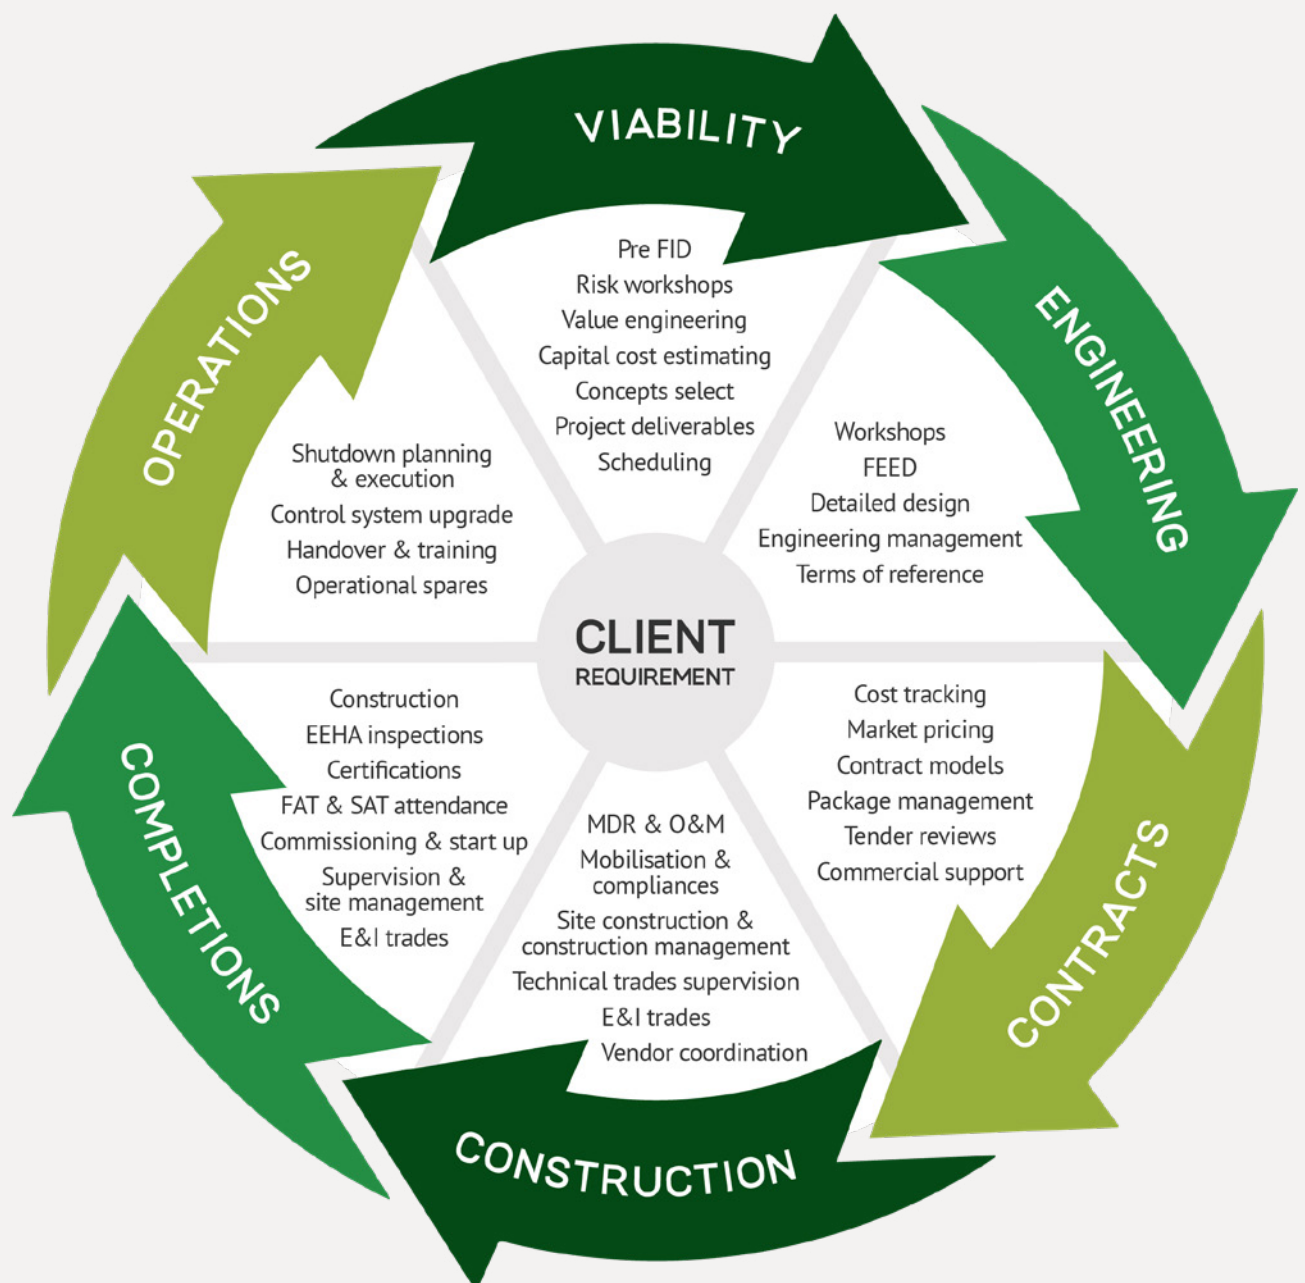 VIABILITY
Pre FID
Risk workshops
Value engineering
Capital cost estimating
Concepts select
Project deliverables
Scheduling
ENGINEERING
Workshops
FEED
Detailed design
Engineering management
Terms of reference
CONTRACTS
Cost tracking
Market pricing
Contract models
Package management
Tender reviews
Commercial support
CONSTRUCTION
MDR & O&M
Mobilisation &
compliances
Site construction &
construction management
Technical trades supervision
E&I trades
Vendor coordination
COMPLETIONS
Construction
EEHA inspections
Certifications
FAT & SAT attendance
Commissioning & start up
Supervision &
site management
E&I trades
OPERATIONS
Shutdown planning
& execution
Control system upgrade
Handover & training
Operational spares
CLIENT
REQUIREMENT